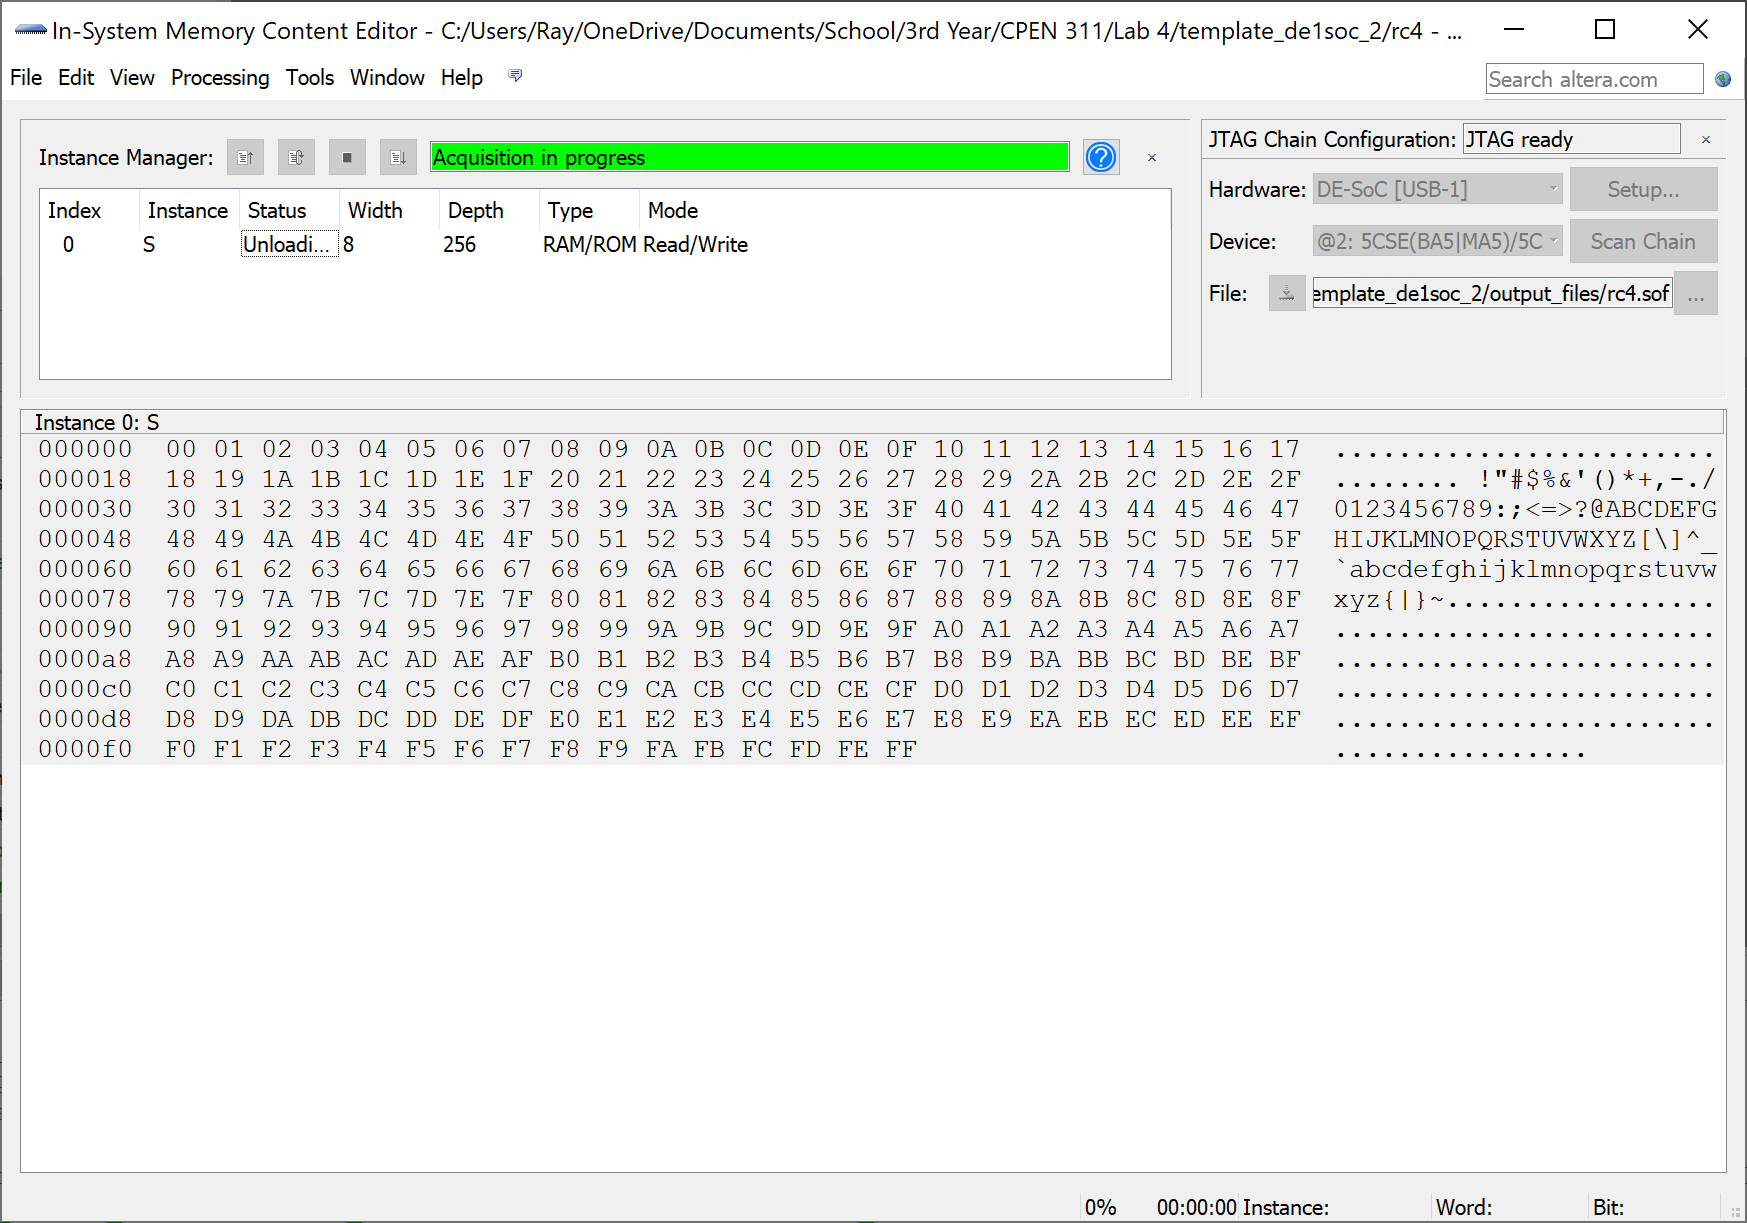 In-System Memory Content Editor - C:/Users/Ray/OneDrive/Documents/School/3rd Year/CPEN 311/Lab 4/template_de1soc_2/rc4 - ...
File Edit View Processing Tools Window Help
Search altera.com
Instance Manager: Acquisition in progress
JTAG Chain Configuration: JTAG ready
Hardware: DE-SoC [USB-1] Setup...
Device: @2: 5CSE(BA5|MA5)/5C Scan Chain
File: emplate_de1soc_2/output_files/rc4.sof ...
Index Instance Status Width Depth Type Mode
0 S Unloadi... 8 256 RAM/ROM Read/Write
Instance 0: S
000000 00 01 02 03 04 05 06 07 08 09 0A 0B 0C 0D 0E 0F 10 11 12 13 14 15 16 17 ........................
000018 18 19 1A 1B 1C 1D 1E 1F 20 21 22 23 24 25 26 27 28 29 2A 2B 2C 2D 2E 2F ........ !"#$%&'()*+,-./
000030 30 31 32 33 34 35 36 37 38 39 3A 3B 3C 3D 3E 3F 40 41 42 43 44 45 46 47 0123456789:;<=>?@ABCDEFG
000048 48 49 4A 4B 4C 4D 4E 4F 50 51 52 53 54 55 56 57 58 59 5A 5B 5C 5D 5E 5F HIJKLMNOPQRSTUVWXYZ[\]^_
000060 60 61 62 63 64 65 66 67 68 69 6A 6B 6C 6D 6E 6F 70 71 72 73 74 75 76 77 `abcdefghijklmnopqrstuvw
000078 78 79 7A 7B 7C 7D 7E 7F 80 81 82 83 84 85 86 87 88 89 8A 8B 8C 8D 8E 8F xyz{|}~.................
000090 90 91 92 93 94 95 96 97 98 99 9A 9B 9C 9D 9E 9F A0 A1 A2 A3 A4 A5 A6 A7 ........................
0000a8 A8 A9 AA AB AC AD AE AF B0 B1 B2 B3 B4 B5 B6 B7 B8 B9 BA BB BC BD BE BF ........................
0000c0 C0 C1 C2 C3 C4 C5 C6 C7 C8 C9 CA CB CC CD CE CF D0 D1 D2 D3 D4 D5 D6 D7 ........................
0000d8 D8 D9 DA DB DC DD DE DF E0 E1 E2 E3 E4 E5 E6 E7 E8 E9 EA EB EC ED EE EF ........................
0000f0 F0 F1 F2 F3 F4 F5 F6 F7 F8 F9 FA FB FC FD FE FF ................
0% 00:00:00 Instance: Word: Bit: